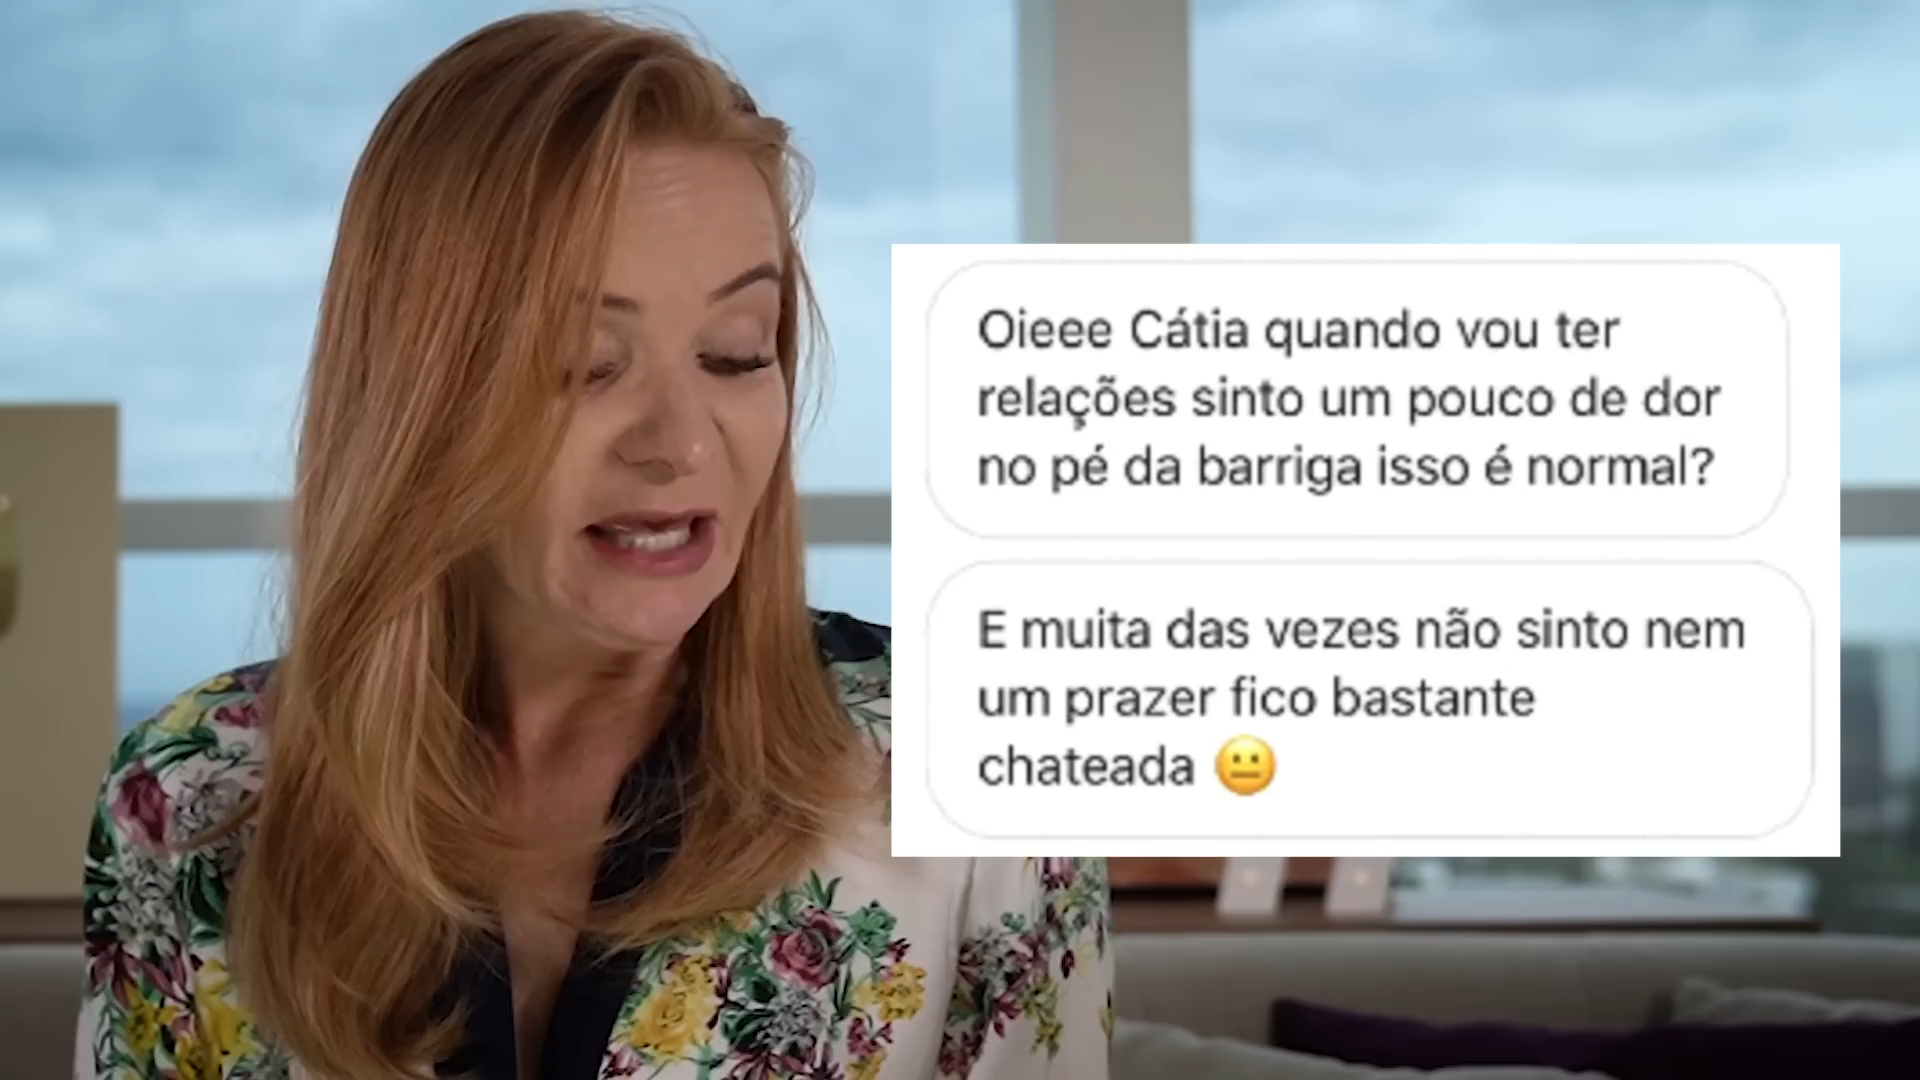 Oieee Cátia quando vou ter
relações sinto um pouco de dor
no pé da barriga isso é normal?
E muita das vezes não sinto nem
um prazer fico bastante
chateada 😐